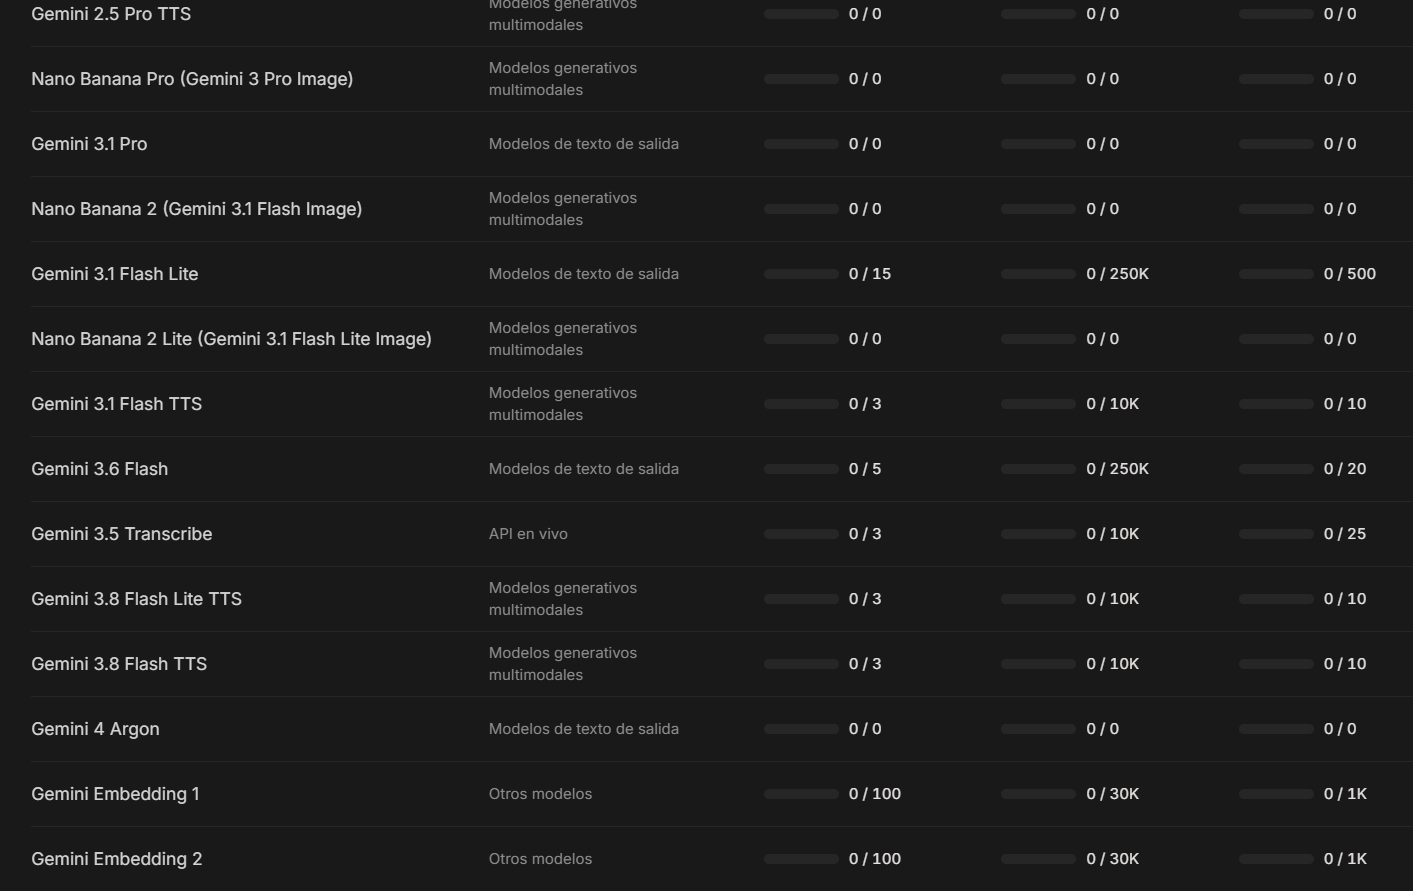 Gemini 2.5 Pro TTS
Modelos generativos
multimodales
0 / 0
0 / 0
0 / 0
Nano Banana Pro (Gemini 3 Pro Image)
Modelos generativos
multimodales
0 / 0
0 / 0
0 / 0
Gemini 3.1 Pro
Modelos de texto de salida
0 / 0
0 / 0
0 / 0
Nano Banana 2 (Gemini 3.1 Flash Image)
Modelos generativos
multimodales
0 / 0
0 / 0
0 / 0
Gemini 3.1 Flash Lite
Modelos de texto de salida
0 / 15
0 / 250K
0 / 500
Nano Banana 2 Lite (Gemini 3.1 Flash Lite Image)
Modelos generativos
multimodales
0 / 0
0 / 0
0 / 0
Gemini 3.1 Flash TTS
Modelos generativos
multimodales
0 / 3
0 / 10K
0 / 10
Gemini 3.6 Flash
Modelos de texto de salida
0 / 5
0 / 250K
0 / 20
Gemini 3.5 Transcribe
API en vivo
0 / 3
0 / 10K
0 / 25
Gemini 3.8 Flash Lite TTS
Modelos generativos
multimodales
0 / 3
0 / 10K
0 / 10
Gemini 3.8 Flash TTS
Modelos generativos
multimodales
0 / 3
0 / 10K
0 / 10
Gemini 4 Argon
Modelos de texto de salida
0 / 0
0 / 0
0 / 0
Gemini Embedding 1
Otros modelos
0 / 100
0 / 30K
0 / 1K
Gemini Embedding 2
Otros modelos
0 / 100
0 / 30K
0 / 1K